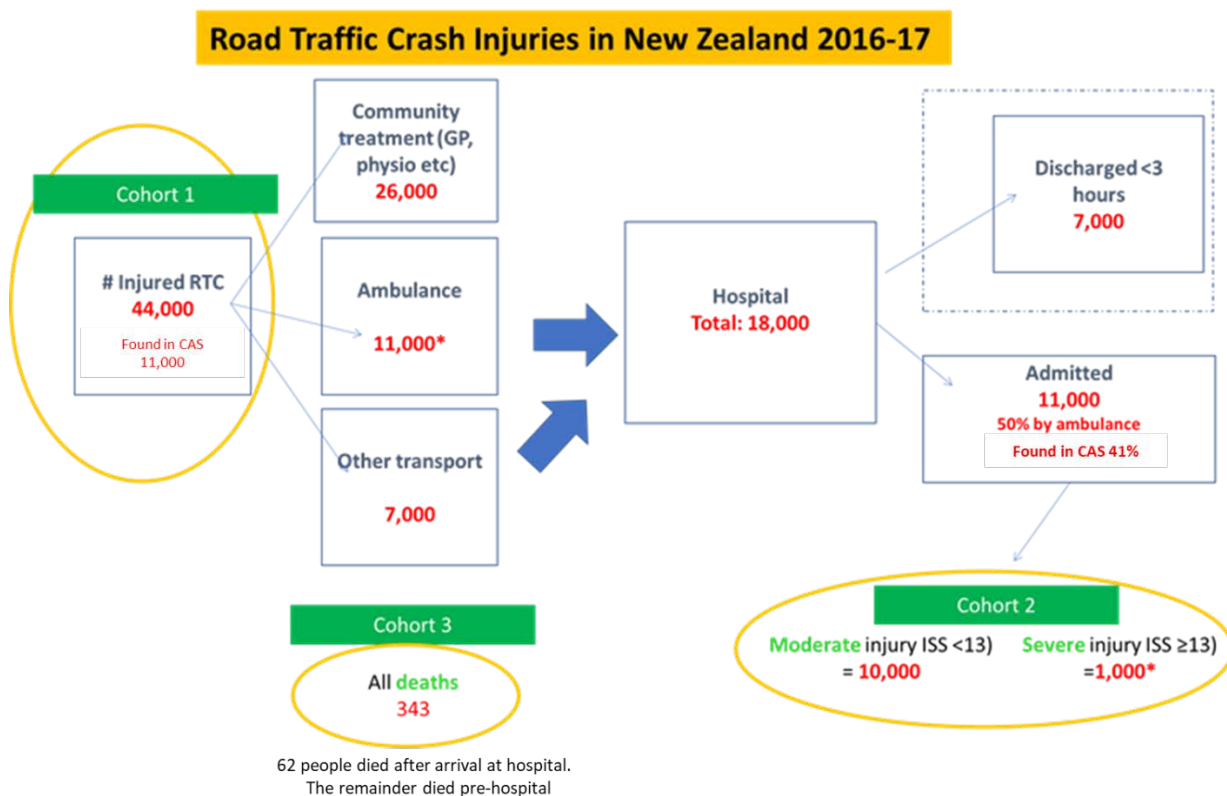 Road Traffic Crash Injuries in New Zealand 2016-17
Cohort 1
# Injured RTC
44,000
Found in CAS
11,000
Community
treatment (GP,
physio etc)
26,000
Ambulance
11,000*
Other transport
7,000
Hospital
Total: 18,000
Discharged <3
hours
7,000
Admitted
11,000
50% by ambulance
Found in CAS 41%
Cohort 2
Moderate injury ISS <13)
= 10,000
Severe injury ISS ≥13)
=1,000*
Cohort 3
All deaths
343
62 people died after arrival at hospital.
The remainder died pre-hospital